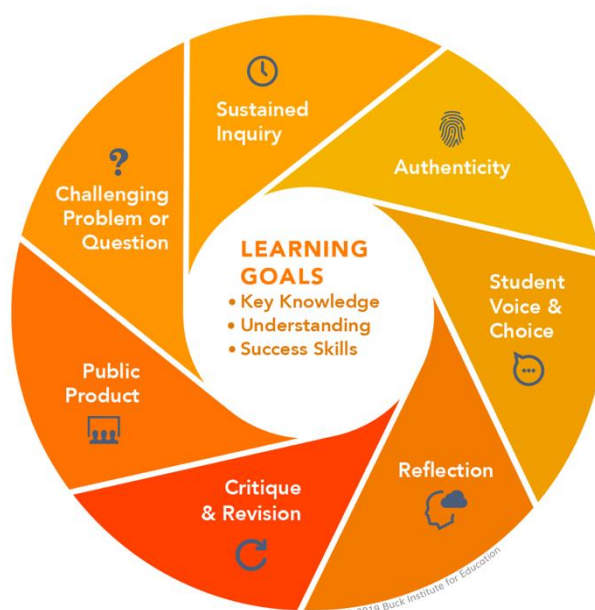 Sustained
Inquiry
Authenticity
Student
Voice &
Choice
Reflection
Critique
& Revision
Public
Product
?
Challenging
Problem or
Question
LEARNING
GOALS
• Key Knowledge
• Understanding
• Success Skills
2019 Buck Institute for Education